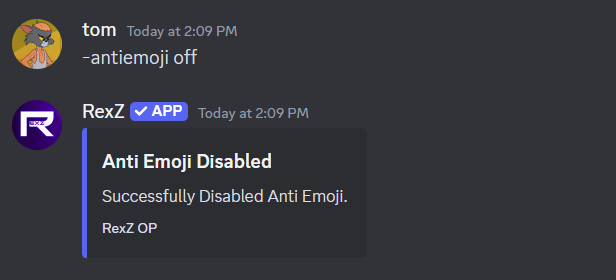 tom Today at 2:09 PM
-antiemoji off
RexZ ✓ APP Today at 2:09 PM
Anti Emoji Disabled
Successfully Disabled Anti Emoji.
RexZ OP